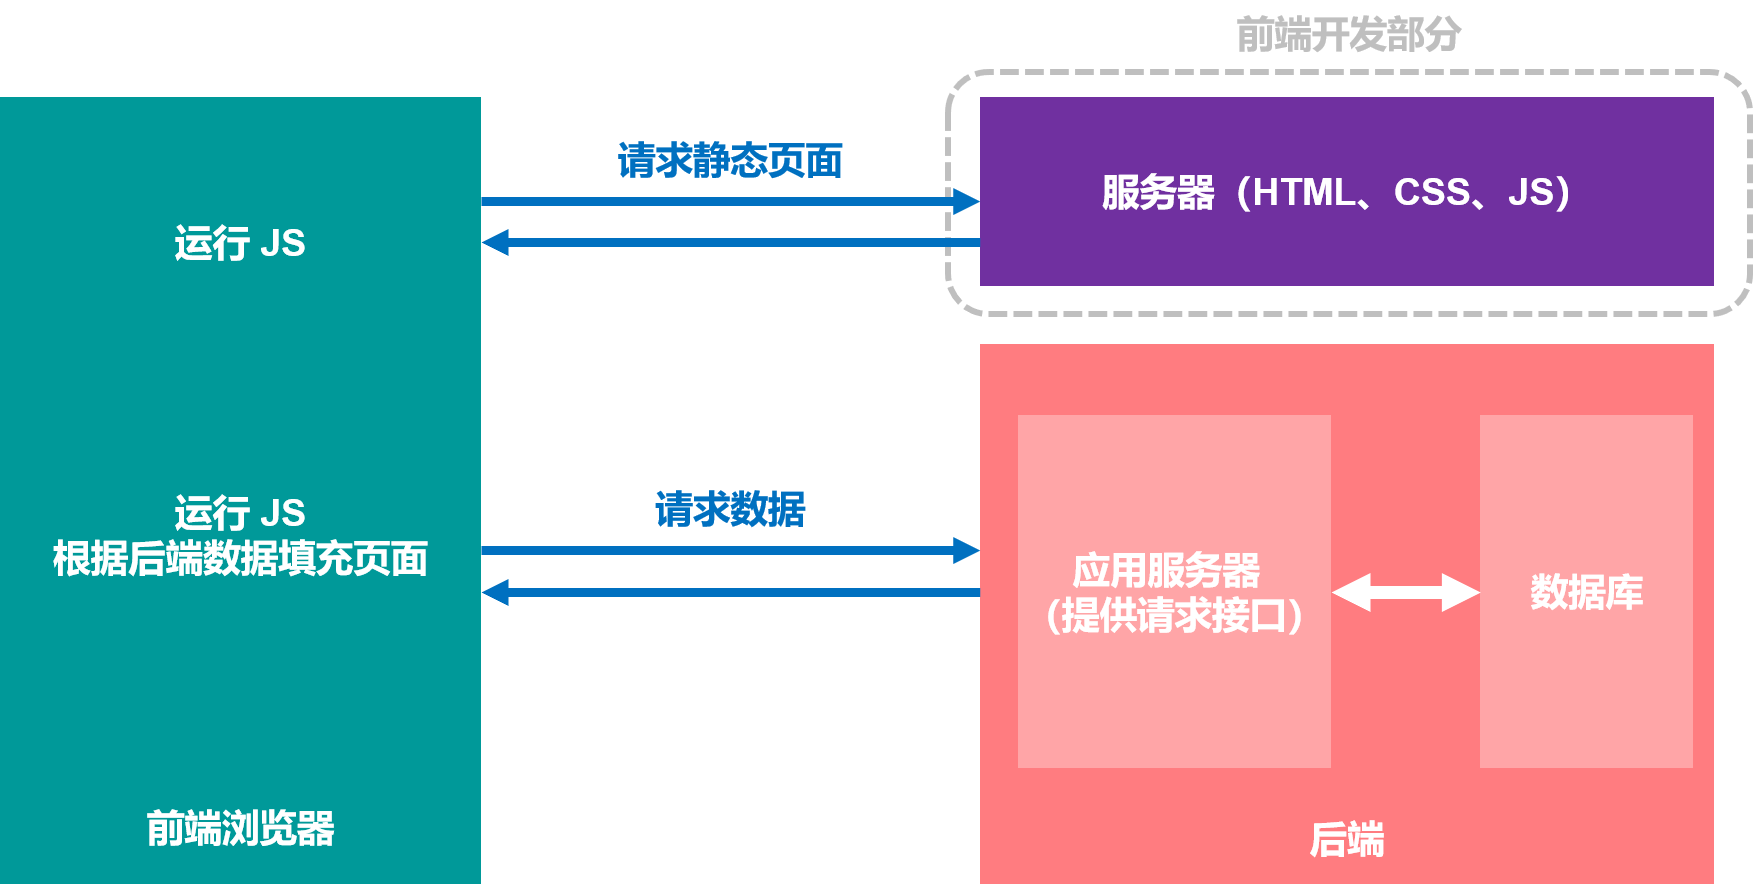 前端开发部分
请求静态页面
服务器（HTML、CSS、JS）
运行 JS
请求数据
运行 JS
根据后端数据填充页面
应用服务器
（提供请求接口）
数据库
前端浏览器
后端